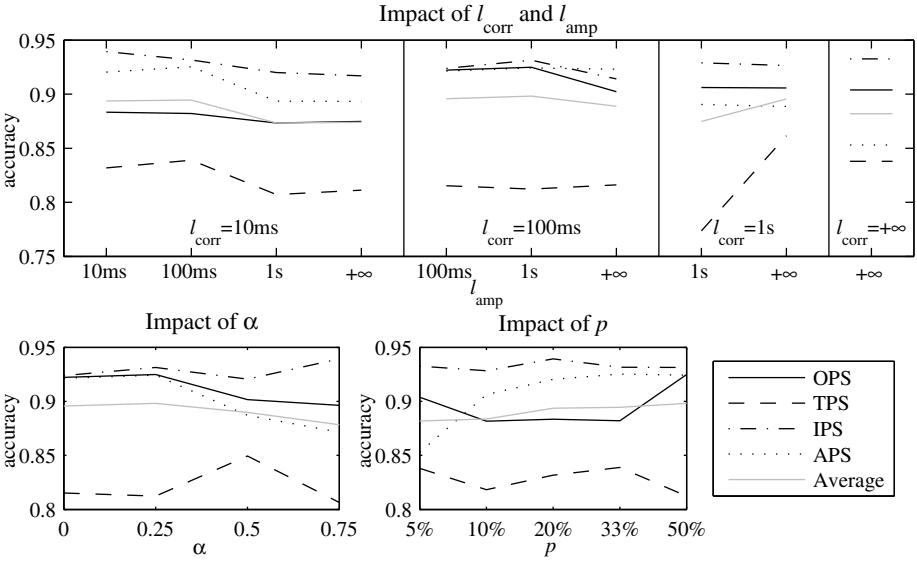 Impact of l_corr and l_amp
0.95
0.9
0.85
0.8
0.75
accuracy
l_corr=10ms
l_corr=100ms
l_corr=1s
l_corr=+∞
10ms 100ms 1s +∞ 100ms 1s +∞ 1s +∞ +∞
l_amp
Impact of α
0.95
0.9
0.85
0.8
accuracy
0 0.25 0.5 0.75
α
Impact of p
0.95
0.9
0.85
0.8
accuracy
5% 10% 20% 33% 50%
p
OPS
TPS
IPS
APS
Average